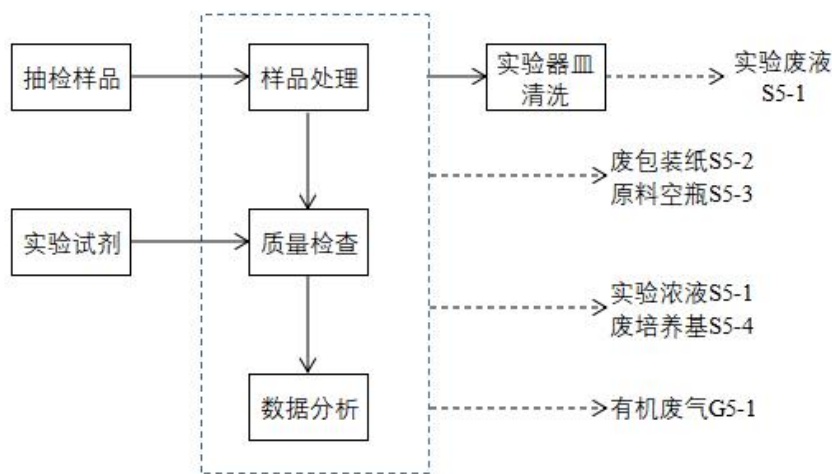 抽检样品
样品处理
实验器皿
清洗
实验废液
S5-1
废包装纸S5-2
原料空瓶S5-3
实验试剂
质量检查
实验浓液S5-1
废培养基S5-4
数据分析
有机废气G5-1